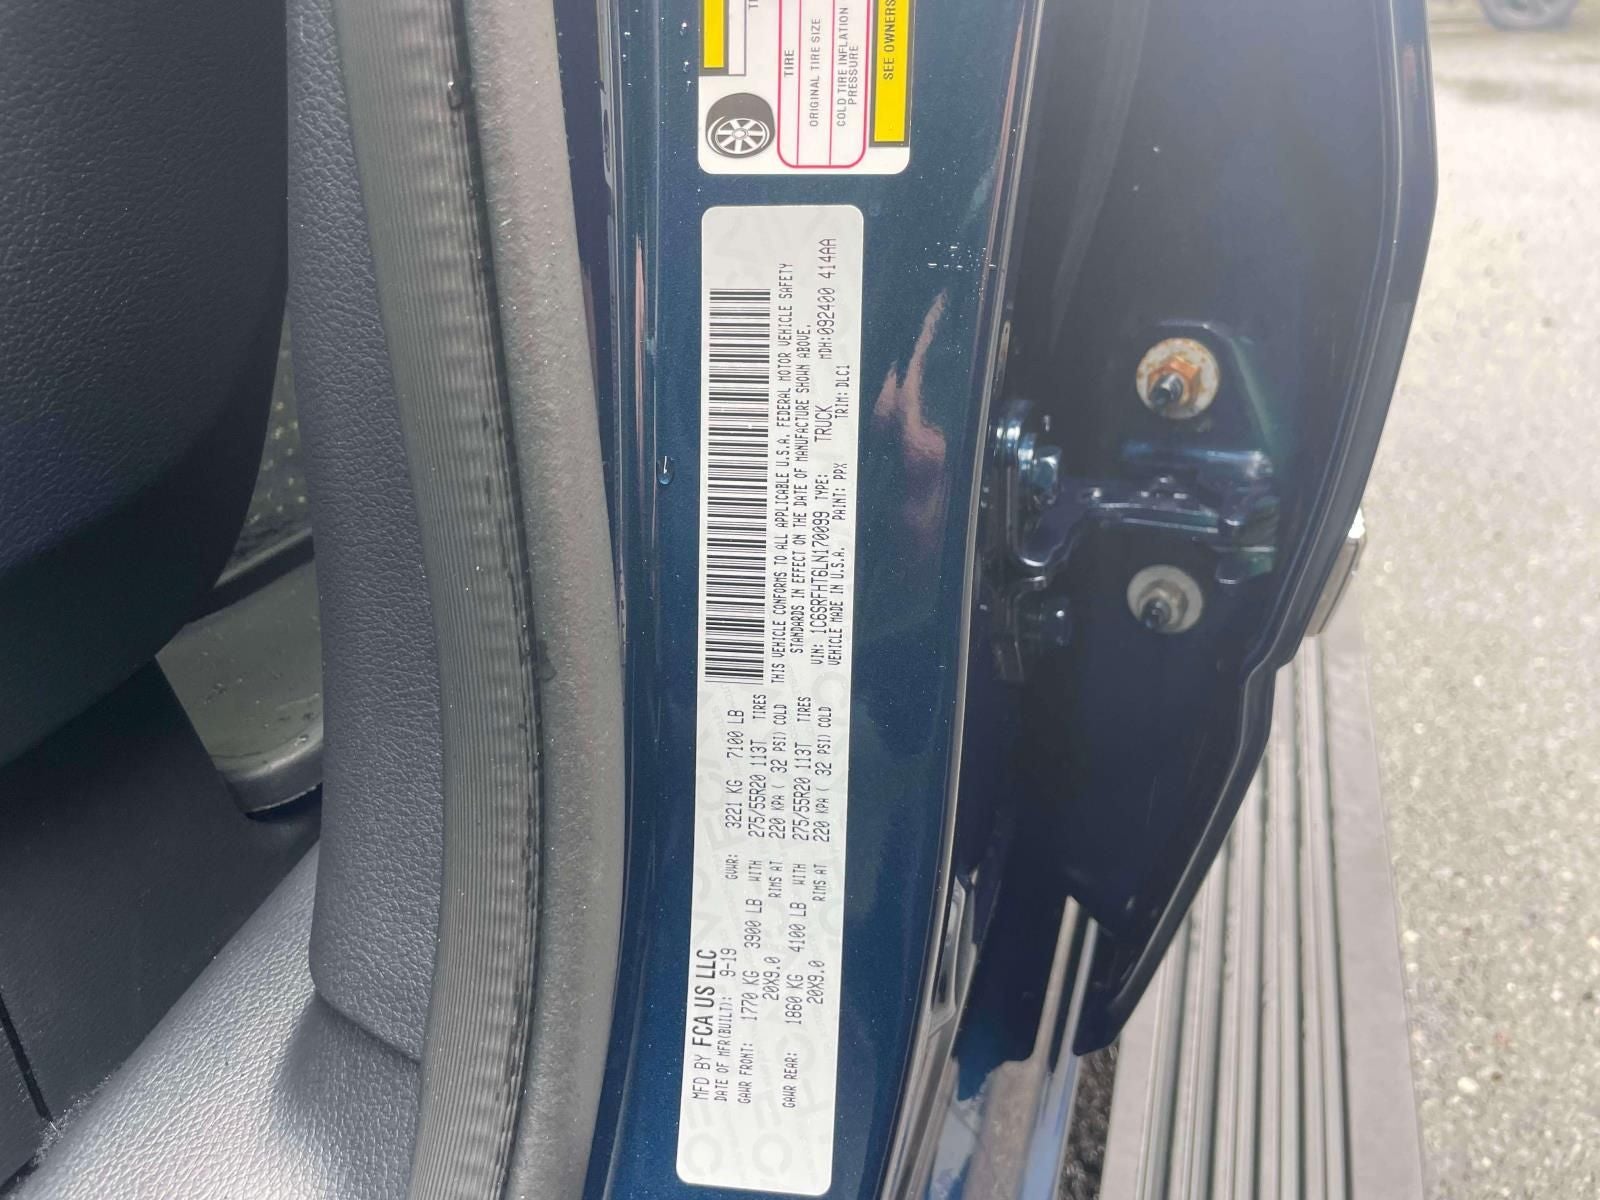 TIRE
ORIGINAL TIRE SIZE
COLD TIRE INFLATION
PRESSURE
SEE OWNERS
MFD BY FCA US LLC
DATE OF MFR(BUILT): 9-19 GVWR: 3221 KG 7100 LB
GAWR FRONT: 1770 KG 3900 LB WITH 275/55R20 113T TIRES
20X9.0 RIMS AT 220 KPA ( 32 PSI) COLD
GAWR REAR: 1860 KG 4100 LB WITH 275/55R20 113T TIRES
20X9.0 RIMS AT 220 KPA ( 32 PSI) COLD
THIS VEHICLE CONFORMS TO ALL APPLICABLE U.S.A. FEDERAL MOTOR VEHICLE SAFETY
STANDARDS IN EFFECT ON THE DATE OF MANUFACTURE SHOWN ABOVE.
VIN: 1C6SRFHT6LN170099 TYPE: TRUCK MDH:092400 414AA
VEHICLE MADE IN U.S.A. PAINT: PPX TRIM: DLC1